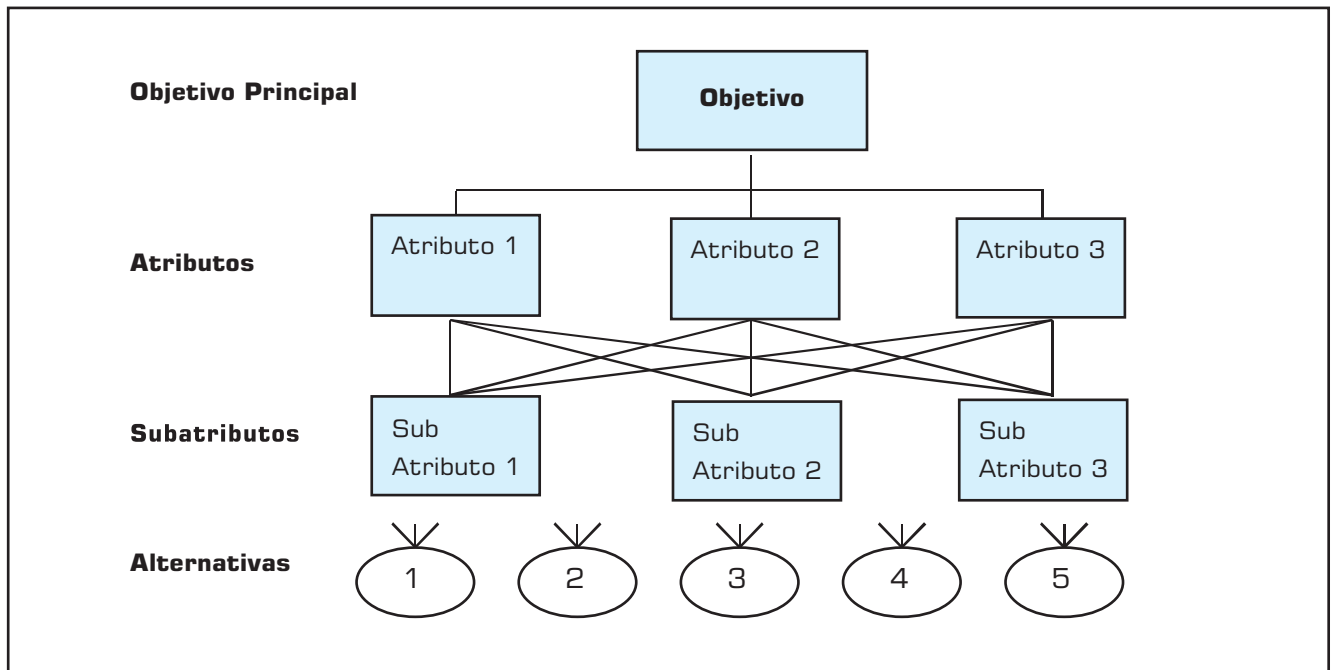 Objetivo Principal
Objetivo
Atributos
Atributo 1
Atributo 2
Atributo 3
Subatributos
Sub
Atributo 1
Sub
Atributo 2
Sub
Atributo 3
Alternativas
1
2
3
4
5